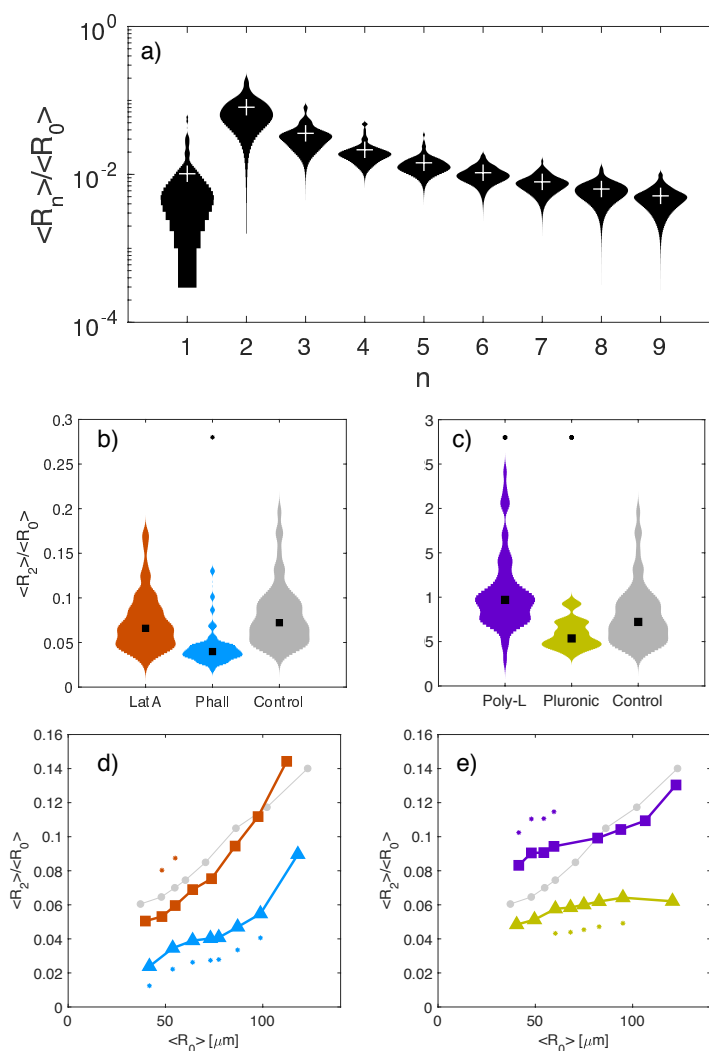 a)
10^0
10^-2
10^-4
<R_n>/<R_0>
1 2 3 4 5 6 7 8 9
n
b)
0.3
0.25
0.2
0.15
0.1
0.05
0
<R_2>/<R_0>
LatA Phall Control
c)
3
5
2
5
1
5
0
Poly-L Pluronic Control
d)
0.16
0.14
0.12
0.1
0.08
0.06
0.04
0.02
0
<R_2>/<R_0>
0 50 100
<R_0> [μm]
e)
0.16
0.14
0.12
0.1
0.08
0.06
0.04
0.02
0
<R_2>/<R_0>
0 50 100
<R_0> [μm]